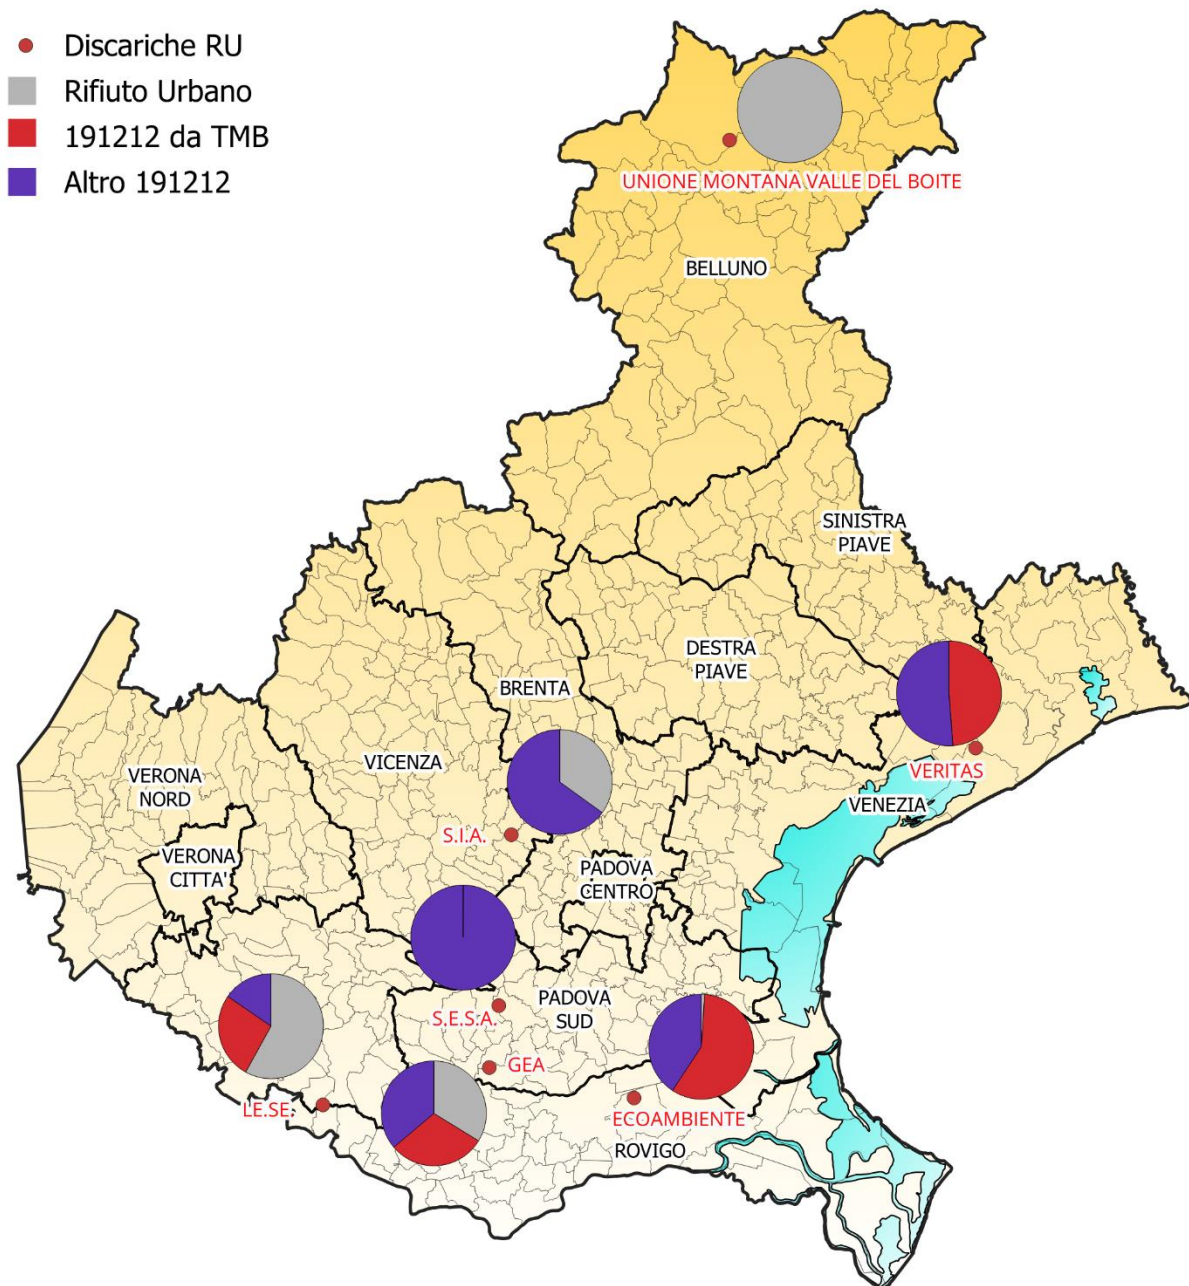 Discariche RU
Rifiuto Urbano
191212 da TMB
Altro 191212
UNIONE MONTANA VALLE DEL BOITE
BELLUNO
SINISTRA
PIAVE
DESTRA
PIAVE
BRENTA
VICENZA
VERONA
NORD
VERITAS
VENEZIA
S.I.A.
VERONA
CITTA'
PADOVA
CENTRO
PADOVA
SUD
S.E.S.A.
GEA
LE.SE.
ECOAMBIENTE
ROVIGO